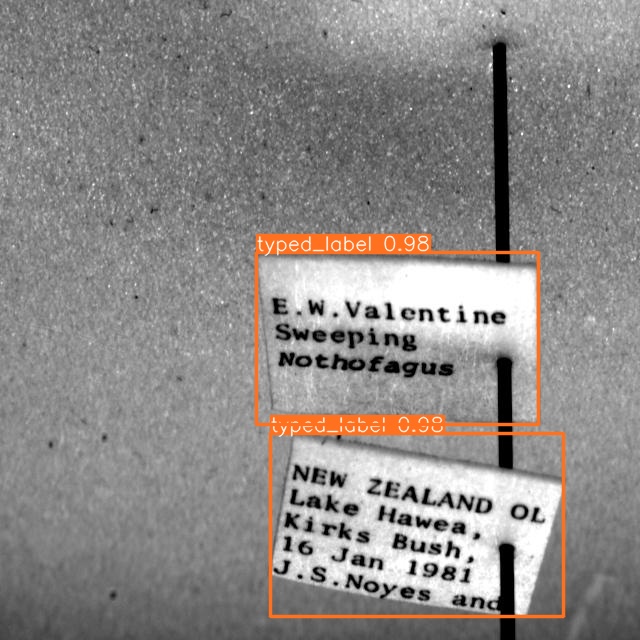 typed_label 0.98
E.W.Valentine
Sweeping
Nothofagus
typed_label 0.98
NEW ZEALAND OL
Lake Hawea,
Kirks Bush,
16 Jan 1981
J.S.Noyes and